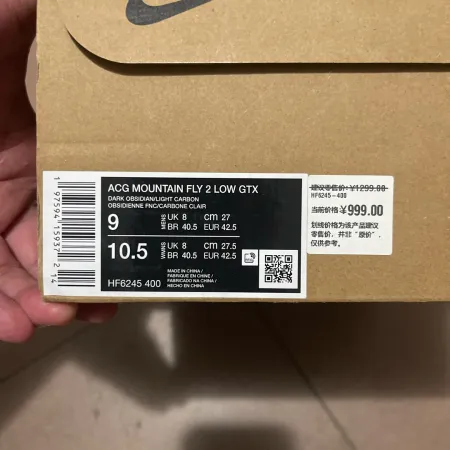 ACG MOUNTAIN FLY 2 LOW GTX
DARK OBSIDIAN/LIGHT CARBON
OBSIDIENNE FNC/CARBONE CLAIR
9 MENS UK 8 CM 27
BR 40.5 EUR 42.5
10.5 WMNS UK 8 CM 27.5
BR 40.5 EUR 42.5
MADE IN CHINA /
FABRIQUE EN CHINE /
FABRICADO NA CHINA /
HECHO EN CHINA
HF6245 400
建议零售价:¥1299.00
HF6245-400
当前价格为¥999.00
划线价格为该产品建议
零售价,并非“原价”,
仅供参考。